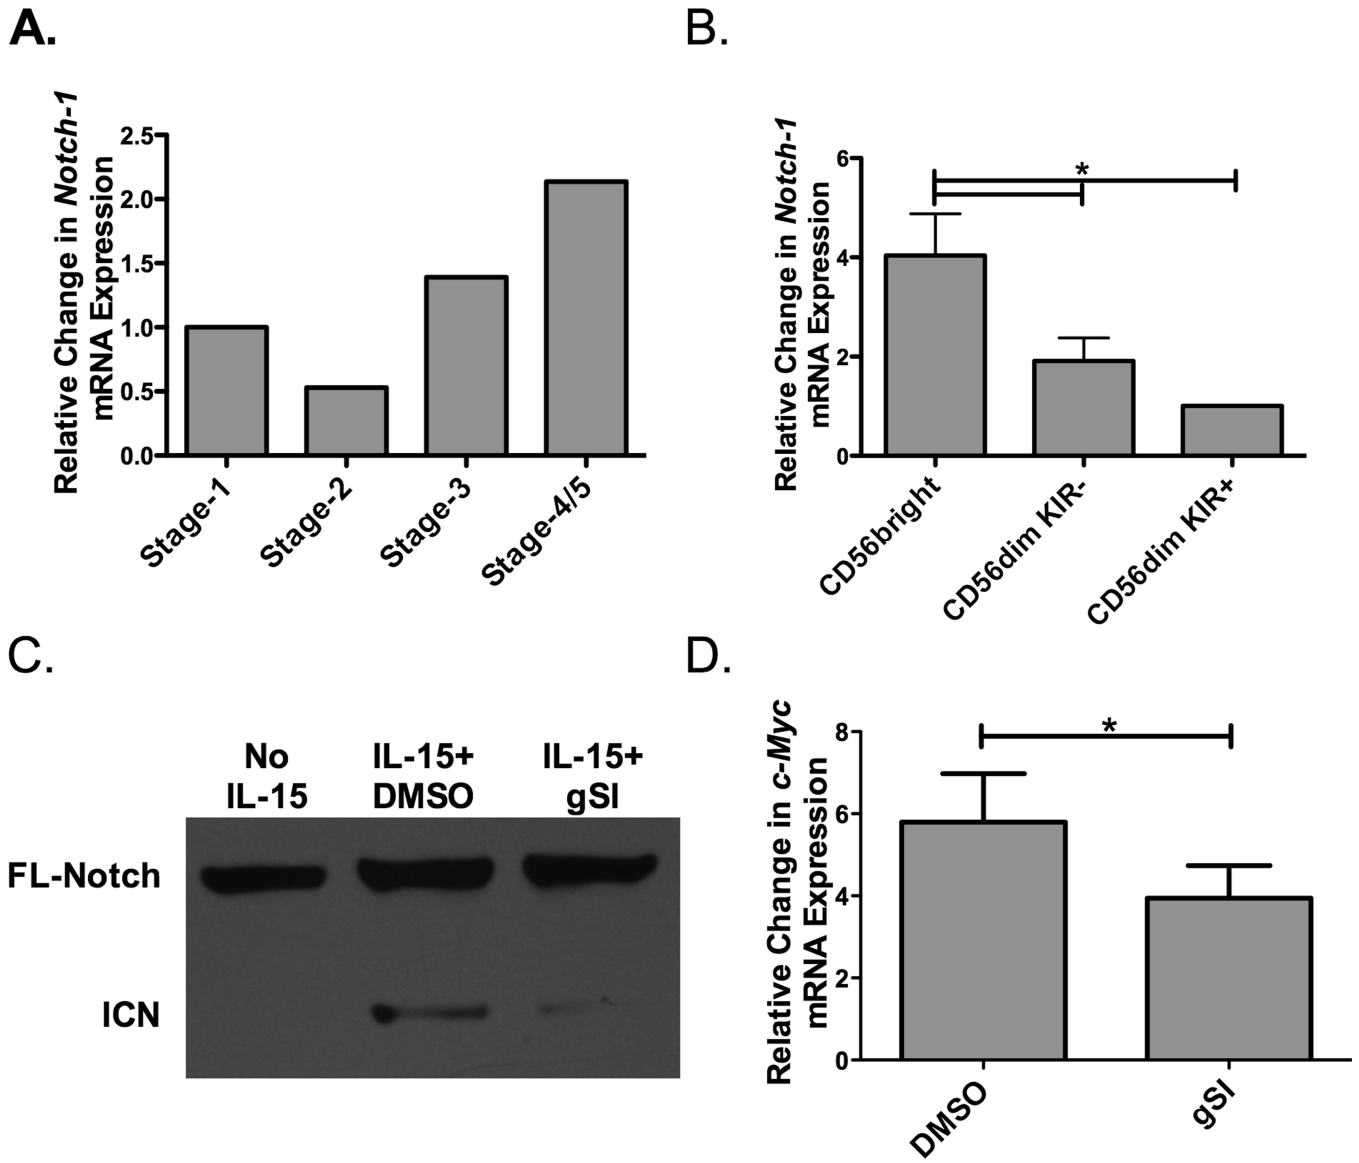 A.
Relative Change in Notch-1
mRNA Expression
2.5
2.0
1.5
1.0
0.5
0.0
Stage-1
Stage-2
Stage-3
Stage-4/5
B.
Relative Change in Notch-1
mRNA Expression
6
4
2
0
*
CD56bright
CD56dim KIR-
CD56dim KIR+
C.
No
IL-15
IL-15+
DMSO
IL-15+
gSI
FL-Notch
ICN
D.
Relative Change in c-Myc
mRNA Expression
8
6
4
2
0
*
DMSO
gSI